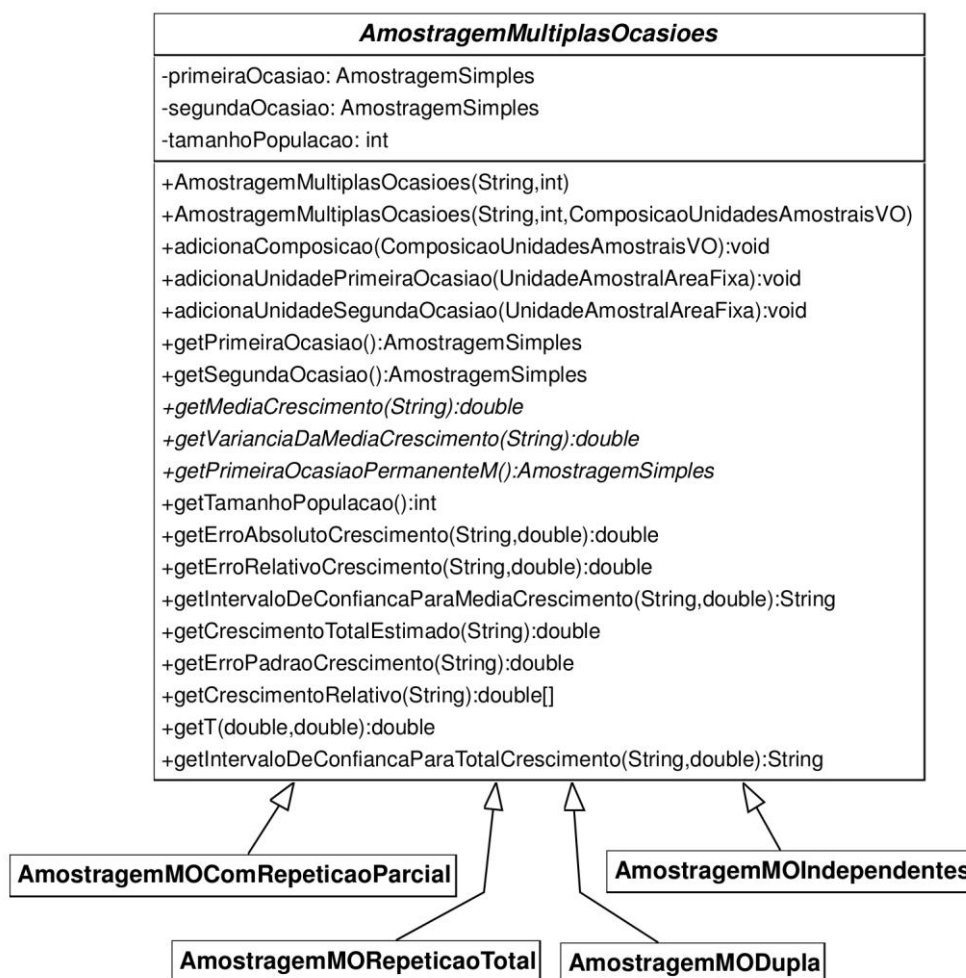 AmostragemMultiplasOcasioes
-primeiraOcasiao: AmostragemSimples
-segundaOcasiao: AmostragemSimples
-tamanhoPopulacao: int
+AmostragemMultiplasOcasioes(String,int)
+AmostragemMultiplasOcasioes(String,int,ComposicaoUnidadesAmostraisVO)
+adicionaComposicao(ComposicaoUnidadesAmostraisVO):void
+adicionaUnidadePrimeiraOcasiao(UnidadeAmostralAreaFixa):void
+adicionaUnidadeSegundaOcasiao(UnidadeAmostralAreaFixa):void
+getPrimeiraOcasiao():AmostragemSimples
+getSegundaOcasiao():AmostragemSimples
+getMediaCrescimento(String):double
+getVarianciaDaMediaCrescimento(String):double
+getPrimeiraOcasiaoPermanenteM():AmostragemSimples
+getTamanhoPopulacao():int
+getErroAbsolutoCrescimento(String,double):double
+getErroRelativoCrescimento(String,double):double
+getIntervaloDeConfiancaParaMediaCrescimento(String,double):String
+getCrescimentoTotalEstimado(String):double
+getErroPadraoCrescimento(String):double
+getCrescimentoRelativo(String):double[]
+getT(double,double):double
+getIntervaloDeConfiancaParaTotalCrescimento(String,double):String
AmostragemMOComRepeticaoParcial
AmostragemMOIndependentes
AmostragemMORepeticaoTotal
AmostragemMODupla